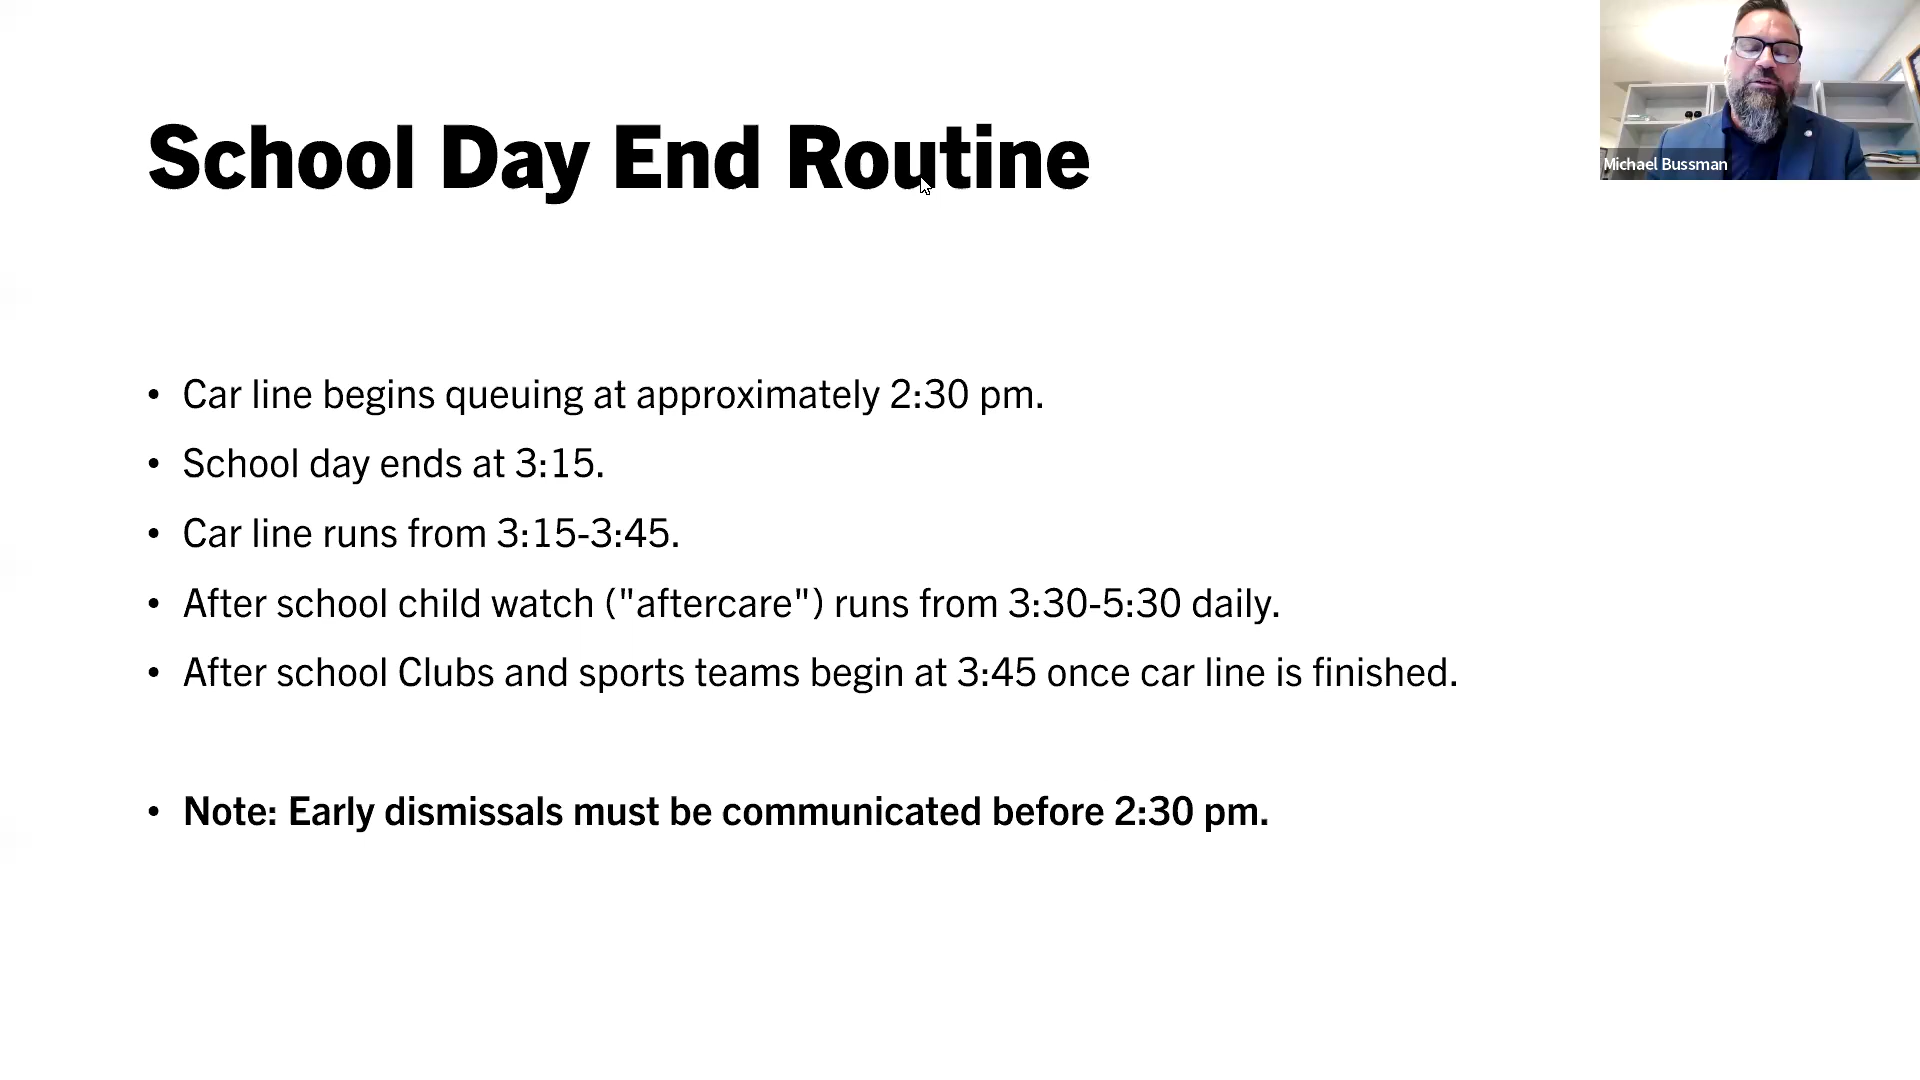 School Day End Routine
Michael Bussman
• Car line begins queuing at approximately 2:30 pm.
• School day ends at 3:15.
• Car line runs from 3:15-3:45.
• After school child watch ("aftercare") runs from 3:30-5:30 daily.
• After school Clubs and sports teams begin at 3:45 once car line is finished.
• Note: Early dismissals must be communicated before 2:30 pm.